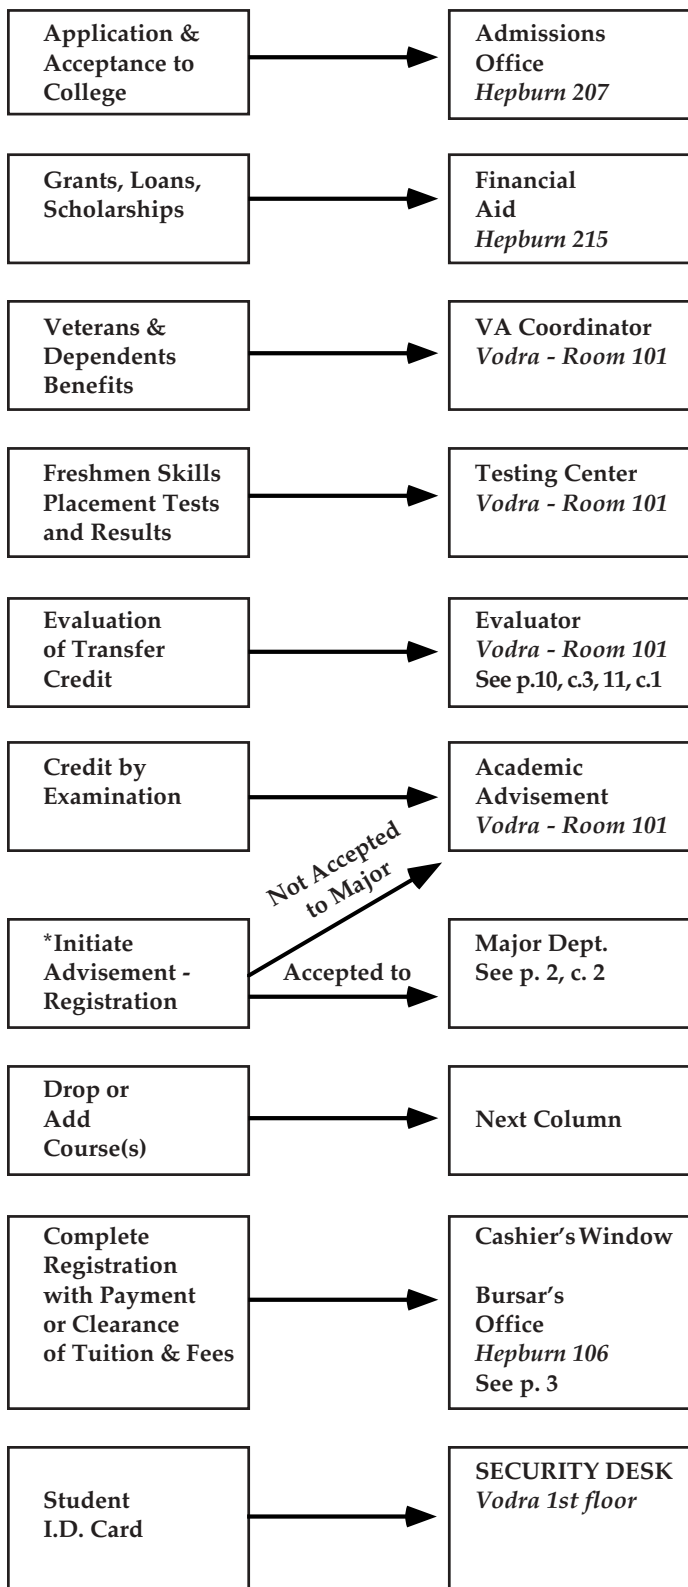 Application &
Acceptance to
College
Admissions
Office
Hepburn 207
Grants, Loans,
Scholarships
Financial
Aid
Hepburn 215
Veterans &
Dependents
Benefits
VA Coordinator
Vodra - Room 101
Freshmen Skills
Placement Tests
and Results
Testing Center
Vodra - Room 101
Evaluation
of Transfer
Credit
Evaluator
Vodra - Room 101
See p.10, c.3, 11, c.1
Credit by
Examination
Academic
Advisement
Vodra - Room 101
Not Accepted
to Major
*Initiate
Advisement -
Registration
Accepted to
Major Dept.
See p. 2, c. 2
Drop or
Add
Course(s)
Next Column
Complete
Registration
with Payment
or Clearance
of Tuition & Fees
Cashier's Window
Bursar's
Office
Hepburn 106
See p. 3
Student
I.D. Card
SECURITY DESK
Vodra 1st floor